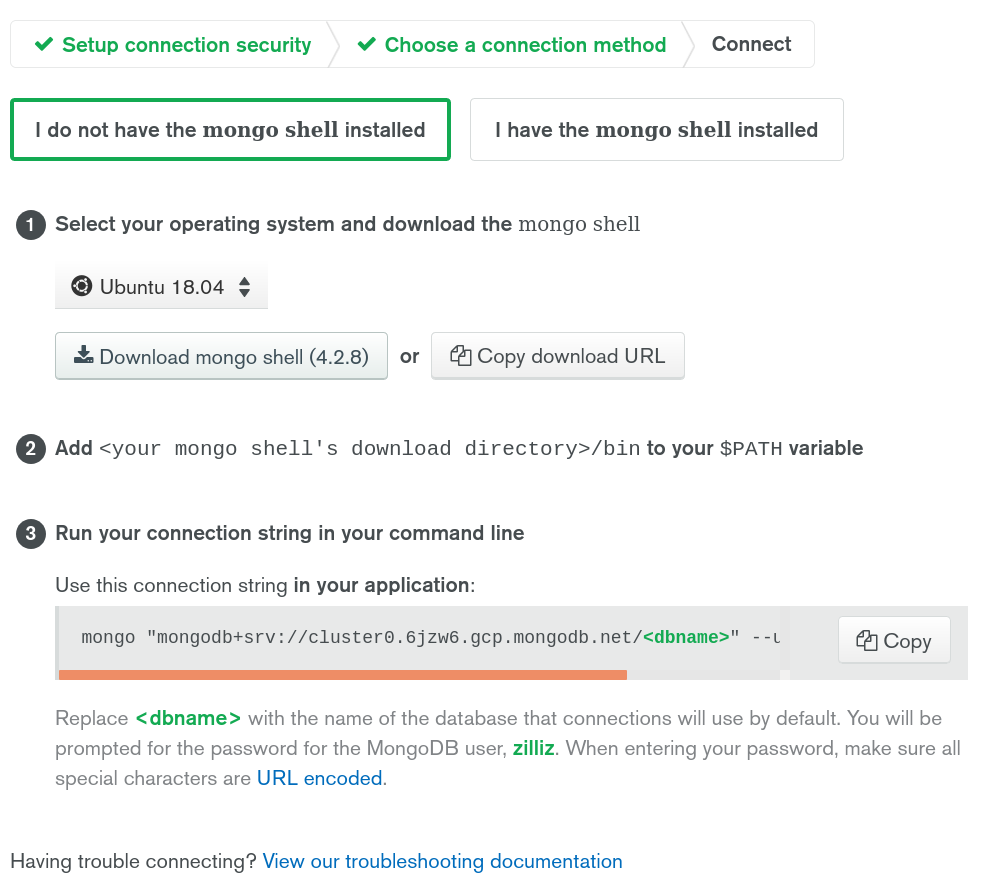 Setup connection security Choose a connection method Connect
I do not have the mongo shell installed I have the mongo shell installed
1 Select your operating system and download the mongo shell
Ubuntu 18.04
Download mongo shell (4.2.8) or Copy download URL
2 Add <your mongo shell's download directory>/bin to your $PATH variable
3 Run your connection string in your command line
Use this connection string in your application:
mongo "mongodb+srv://cluster0.6jzw6.gcp.mongodb.net/<dbname>" --u Copy
Replace <dbname> with the name of the database that connections will use by default. You will be
prompted for the password for the MongoDB user, zilliz. When entering your password, make sure all
special characters are URL encoded.
Having trouble connecting? View our troubleshooting documentation